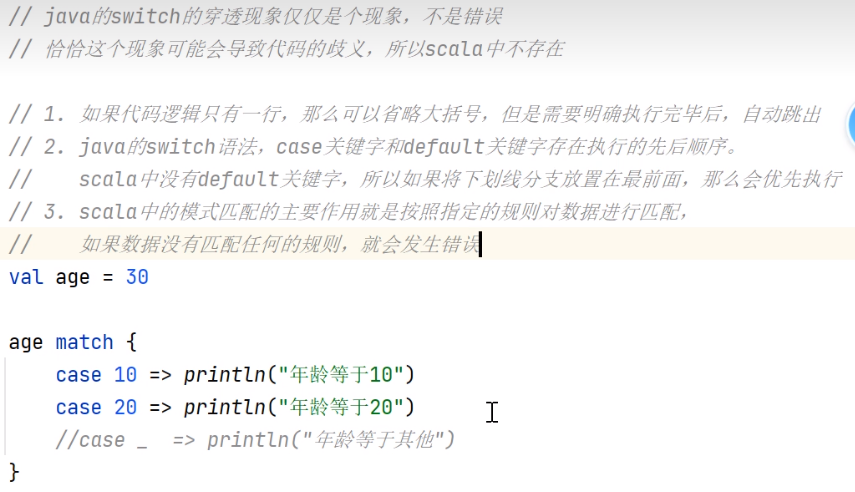 // java的switch的穿透现象仅仅是个现象，不是错误
// 恰恰这个现象可能会导致代码的歧义，所以scala中不存在
// 1. 如果代码逻辑只有一行，那么可以省略大括号，但是需要明确执行完毕后，自动跳出
// 2. java的switch语法，case关键字和default关键字存在执行的先后顺序。
//    scala中没有default关键字，所以如果将下划线分支放置在最前面，那么会优先执行
// 3. scala中的模式匹配的主要作用就是按照指定的规则对数据进行匹配，
//    如果数据没有匹配任何的规则，就会发生错误
val age = 30
age match {
    case 10 => println("年龄等于10")
    case 20 => println("年龄等于20")
    //case _  => println("年龄等于其他")
}